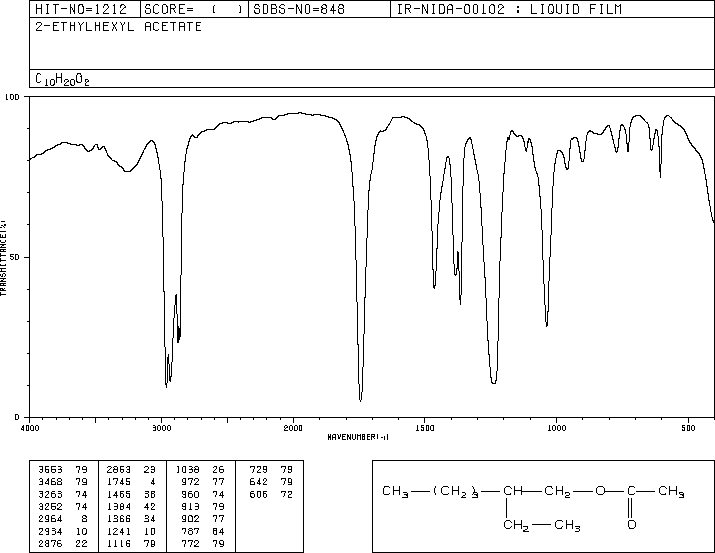 HIT-NO=1212 SCORE= ( ) SDBS-NO=848 IR-NIDA-00102 : LIQUID FILM
2-ETHYLHEXYL ACETATE
C10H20O2
100
50
0
TRANSMITTANCE(%)
4000 3000 2000 1500 1000 500
WAVENUMBER(-1)
3663 79 2863 23 1038 26 729 79
3468 79 1745 4 972 77 642 79
3263 74 1465 38 960 74 606 72
3252 74 1384 42 913 79
2964 8 1366 34 902 77
2934 10 1241 10 787 84
2876 22 1116 79 772 79
CH3—(CH2)3—CH—CH2—O—C—CH3
CH2—CH3 O